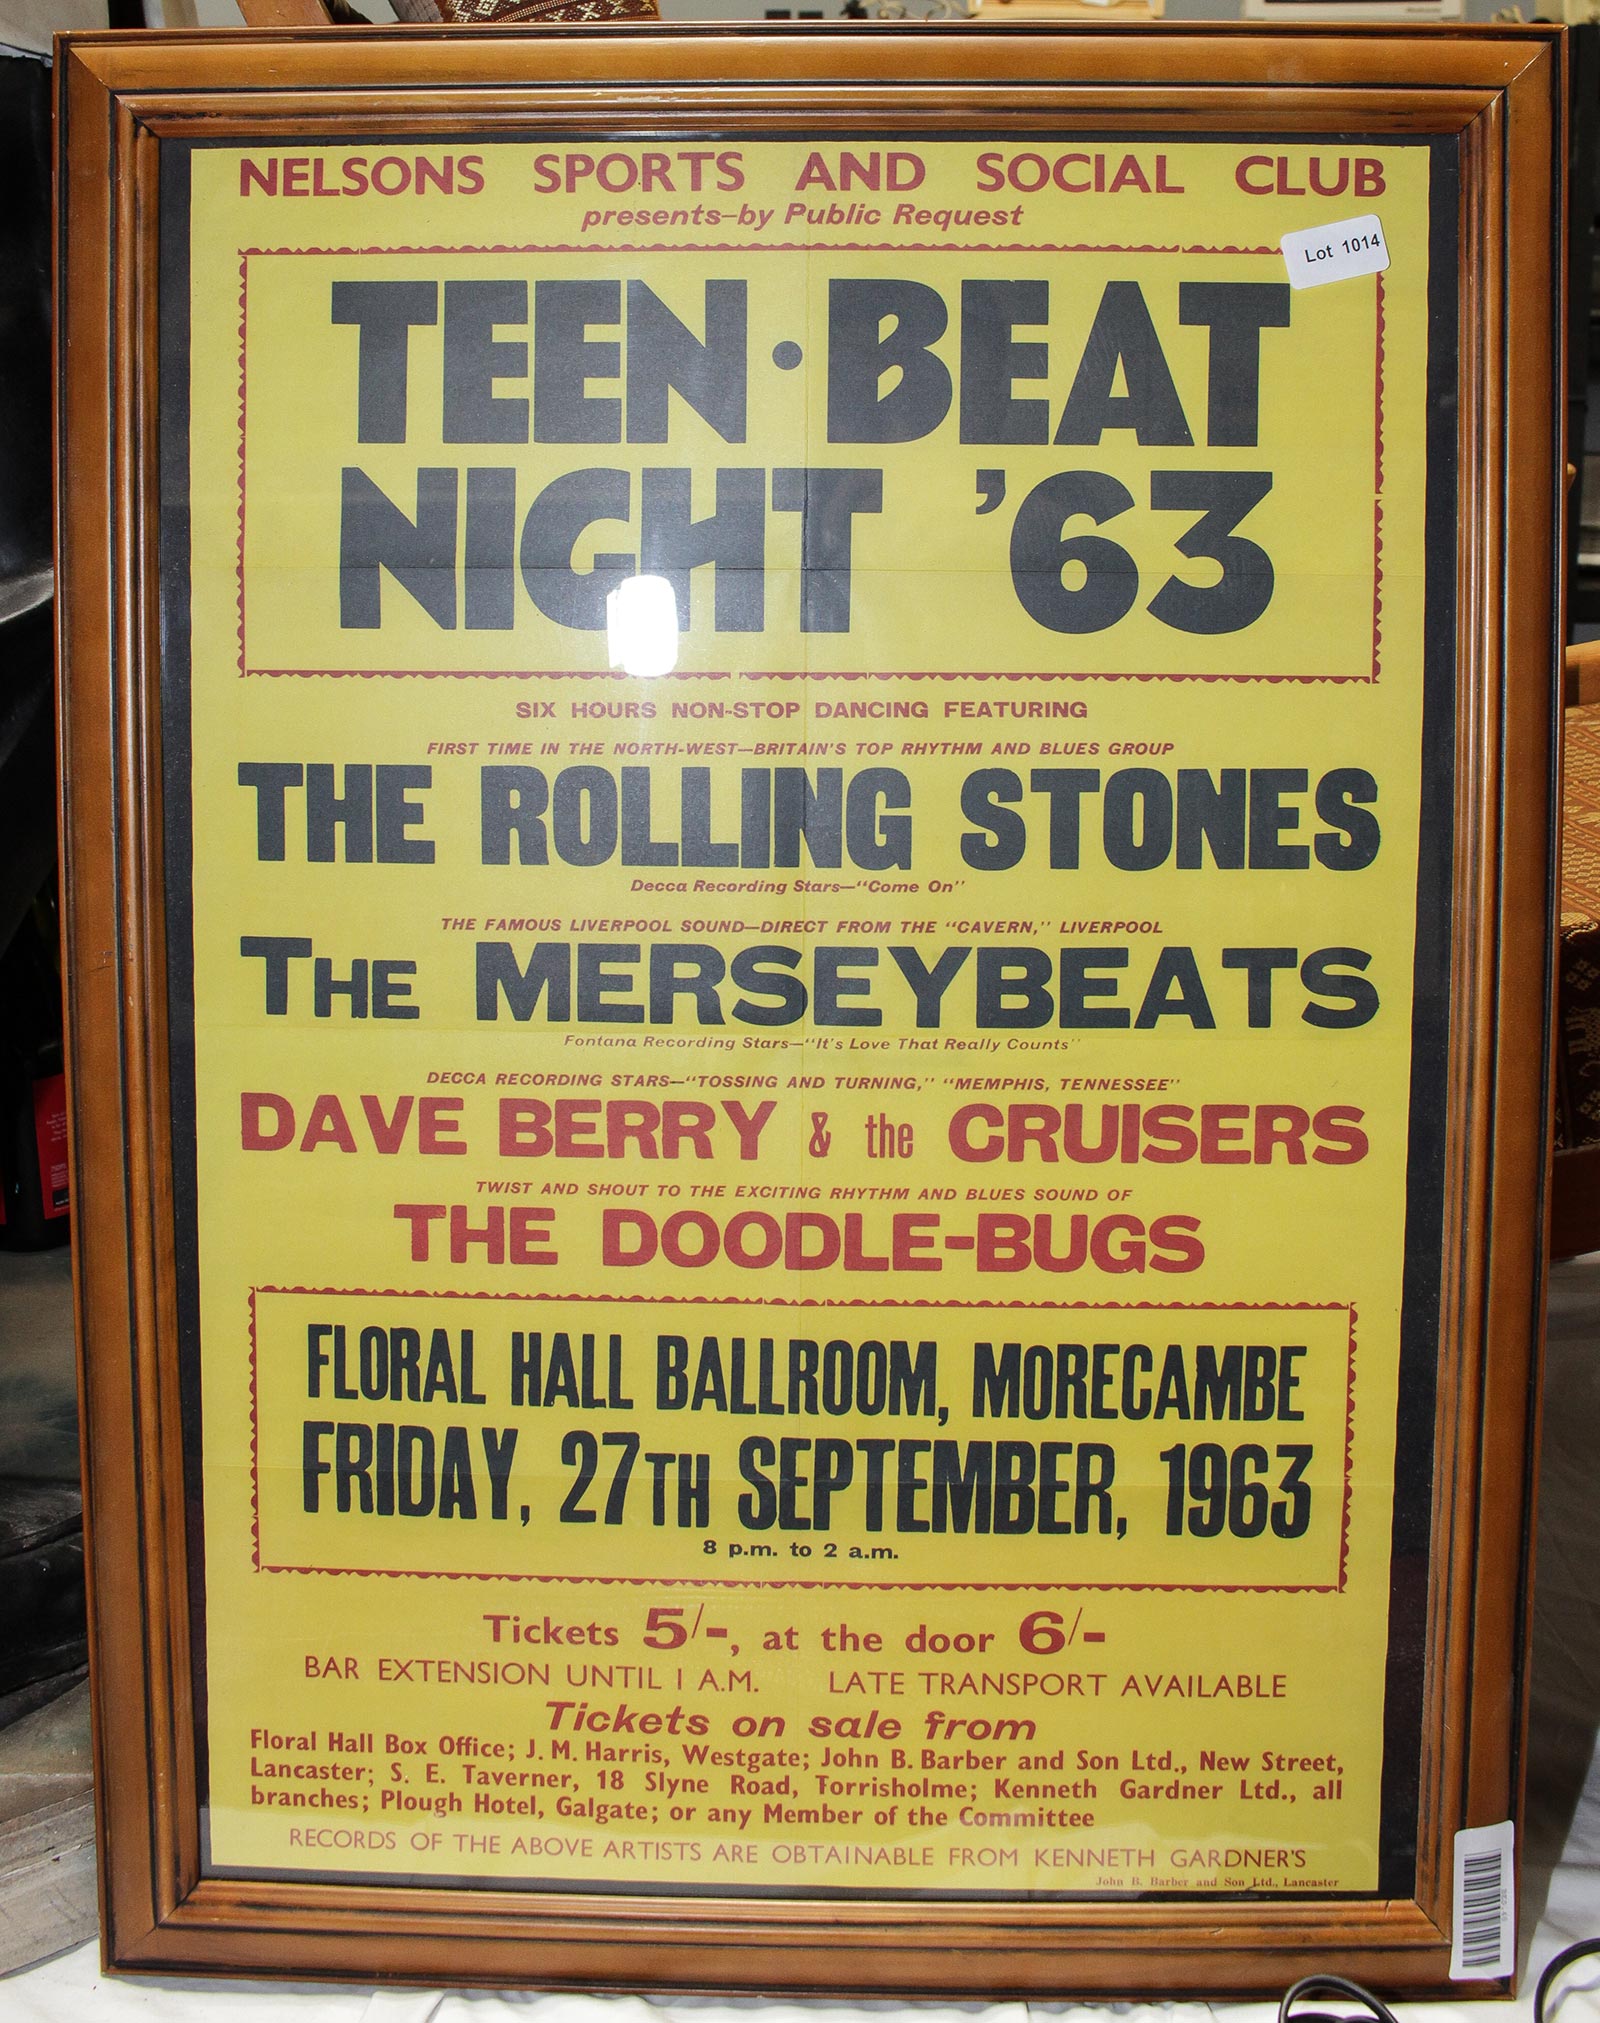 NELSONS SPORTS AND SOCIAL CLUB
presents—by Public Request
Lot 1014
TEEN·BEAT
NIGHT '63
SIX HOURS NON-STOP DANCING FEATURING
FIRST TIME IN THE NORTH-WEST—BRITAIN'S TOP RHYTHM AND BLUES GROUP
THE ROLLING STONES
Decca Recording Stars—"Come On"
THE FAMOUS LIVERPOOL SOUND—DIRECT FROM THE "CAVERN," LIVERPOOL
THE MERSEYBEATS
Fontana Recording Stars—"It's Love That Really Counts"
DECCA RECORDING STARS—"TOSSING AND TURNING," "MEMPHIS, TENNESSEE"
DAVE BERRY & the CRUISERS
TWIST AND SHOUT TO THE EXCITING RHYTHM AND BLUES SOUND OF
THE DOODLE-BUGS
FLORAL HALL BALLROOM, MORECAMBE
FRIDAY, 27TH SEPTEMBER, 1963
8 p.m. to 2 a.m.
Tickets 5/-, at the door 6/-
BAR EXTENSION UNTIL 1 A.M. LATE TRANSPORT AVAILABLE
Tickets on sale from
Floral Hall Box Office; J. M. Harris, Westgate; John B. Barber and Son Ltd., New Street,
Lancaster; S. E. Taverner, 18 Slyne Road, Torrisholme; Kenneth Gardner Ltd., all
branches; Plough Hotel, Galgate; or any Member of the Committee
RECORDS OF THE ABOVE ARTISTS ARE OBTAINABLE FROM KENNETH GARDNER'S
John B. Barber and Son Ltd., Lancaster